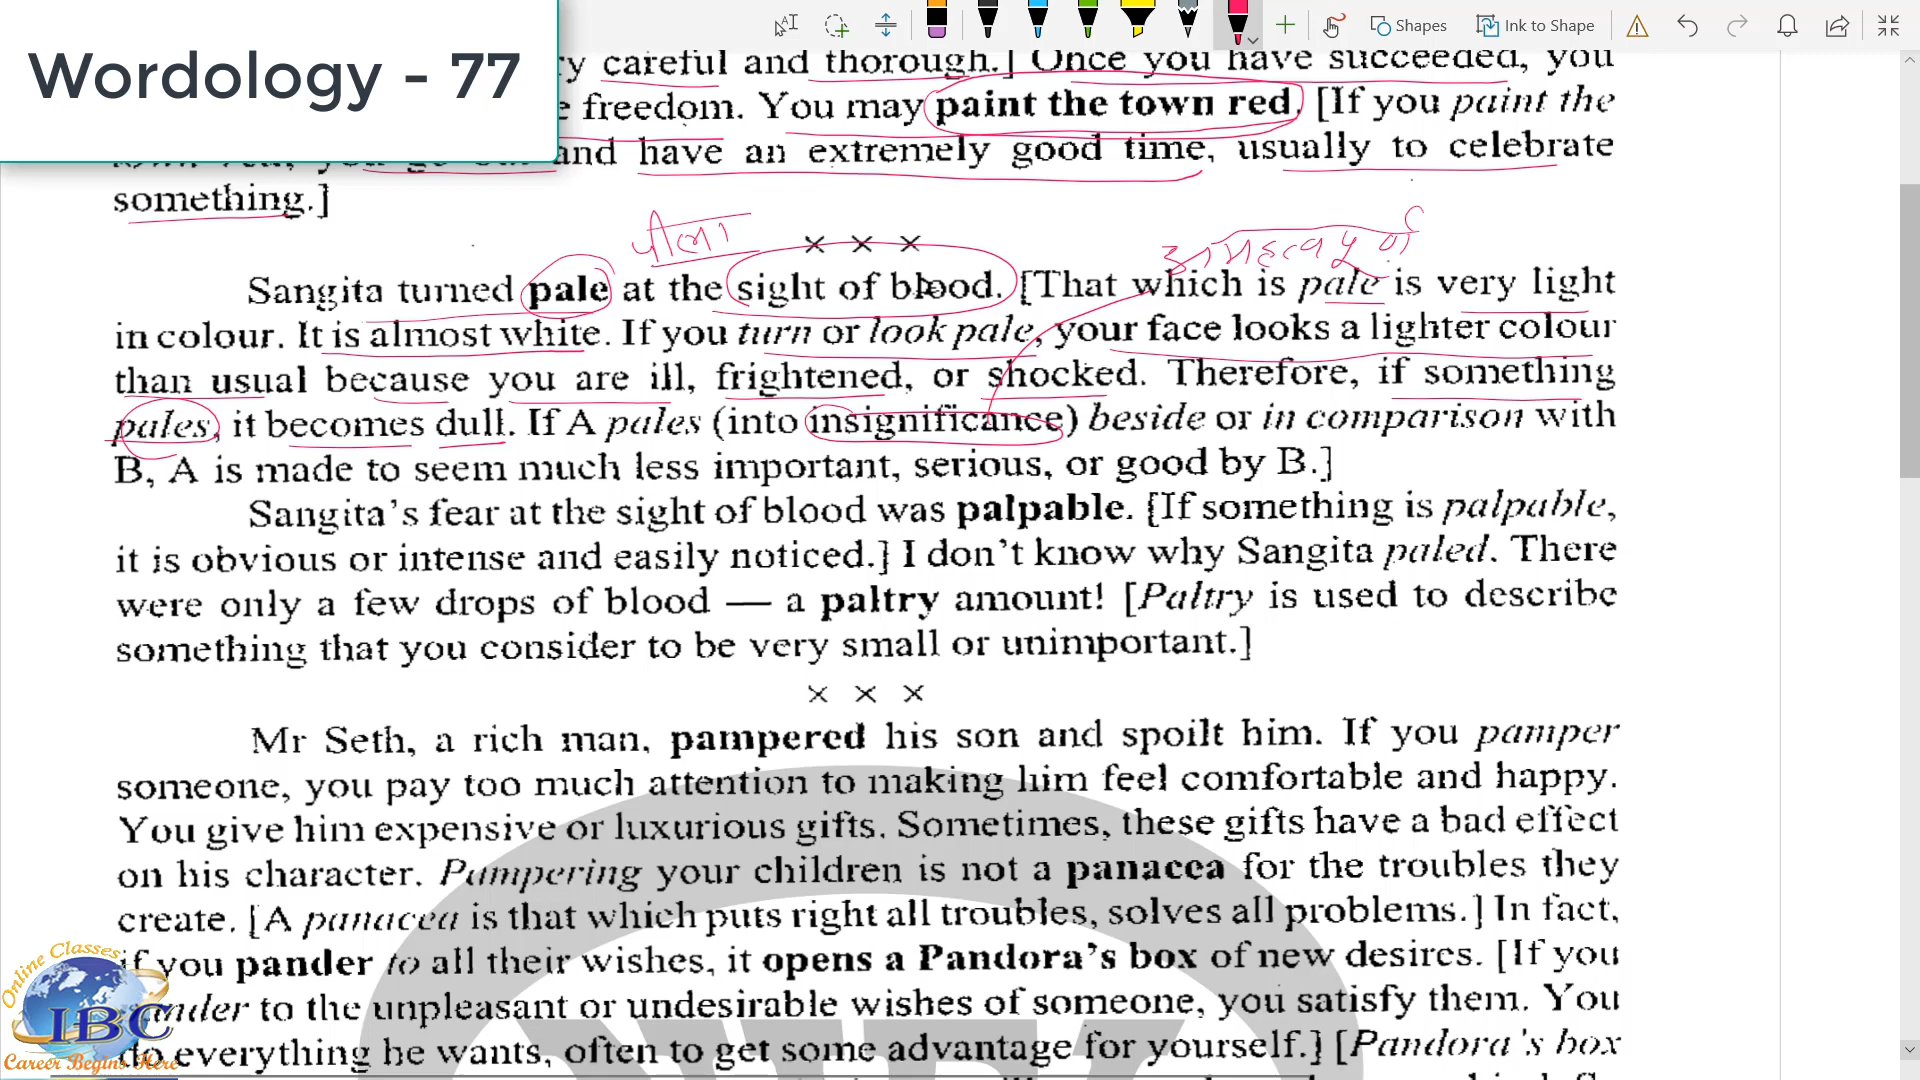 Wordology - 77
Shapes
Ink to Shape
y careful and thorough.] Once you have succeeded, you
e freedom. You may paint the town red. [If you paint the
and have an extremely good time, usually to celebrate
something.]
पीला
× × ×
Sangita turned pale at the sight of blood. [That which is pale is very light
in colour. It is almost white. If you turn or look pale, your face looks a lighter colour
than usual because you are ill, frightened, or shocked. Therefore, if something
pales, it becomes dull. If A pales (into insignificance) beside or in comparison with
B, A is made to seem much less important, serious, or good by B.]
Sangita's fear at the sight of blood was palpable. [If something is palpable,
it is obvious or intense and easily noticed.] I don't know why Sangita paled. There
were only a few drops of blood — a paltry amount! [Paltry is used to describe
something that you consider to be very small or unimportant.]
× × ×
Mr Seth, a rich man, pampered his son and spoilt him. If you pamper
someone, you pay too much attention to making him feel comfortable and happy.
You give him expensive or luxurious gifts. Sometimes, these gifts have a bad effect
on his character. Pampering your children is not a panacea for the troubles they
create. [A panacea is that which puts right all troubles, solves all problems.] In fact,
if you pander to all their wishes, it opens a Pandora's box of new desires. [If you
nder to the unpleasant or undesirable wishes of someone, you satisfy them. You
do everything he wants, often to get some advantage for yourself.] [Pandora's box
Online Classes
IBC
Career Begins Here